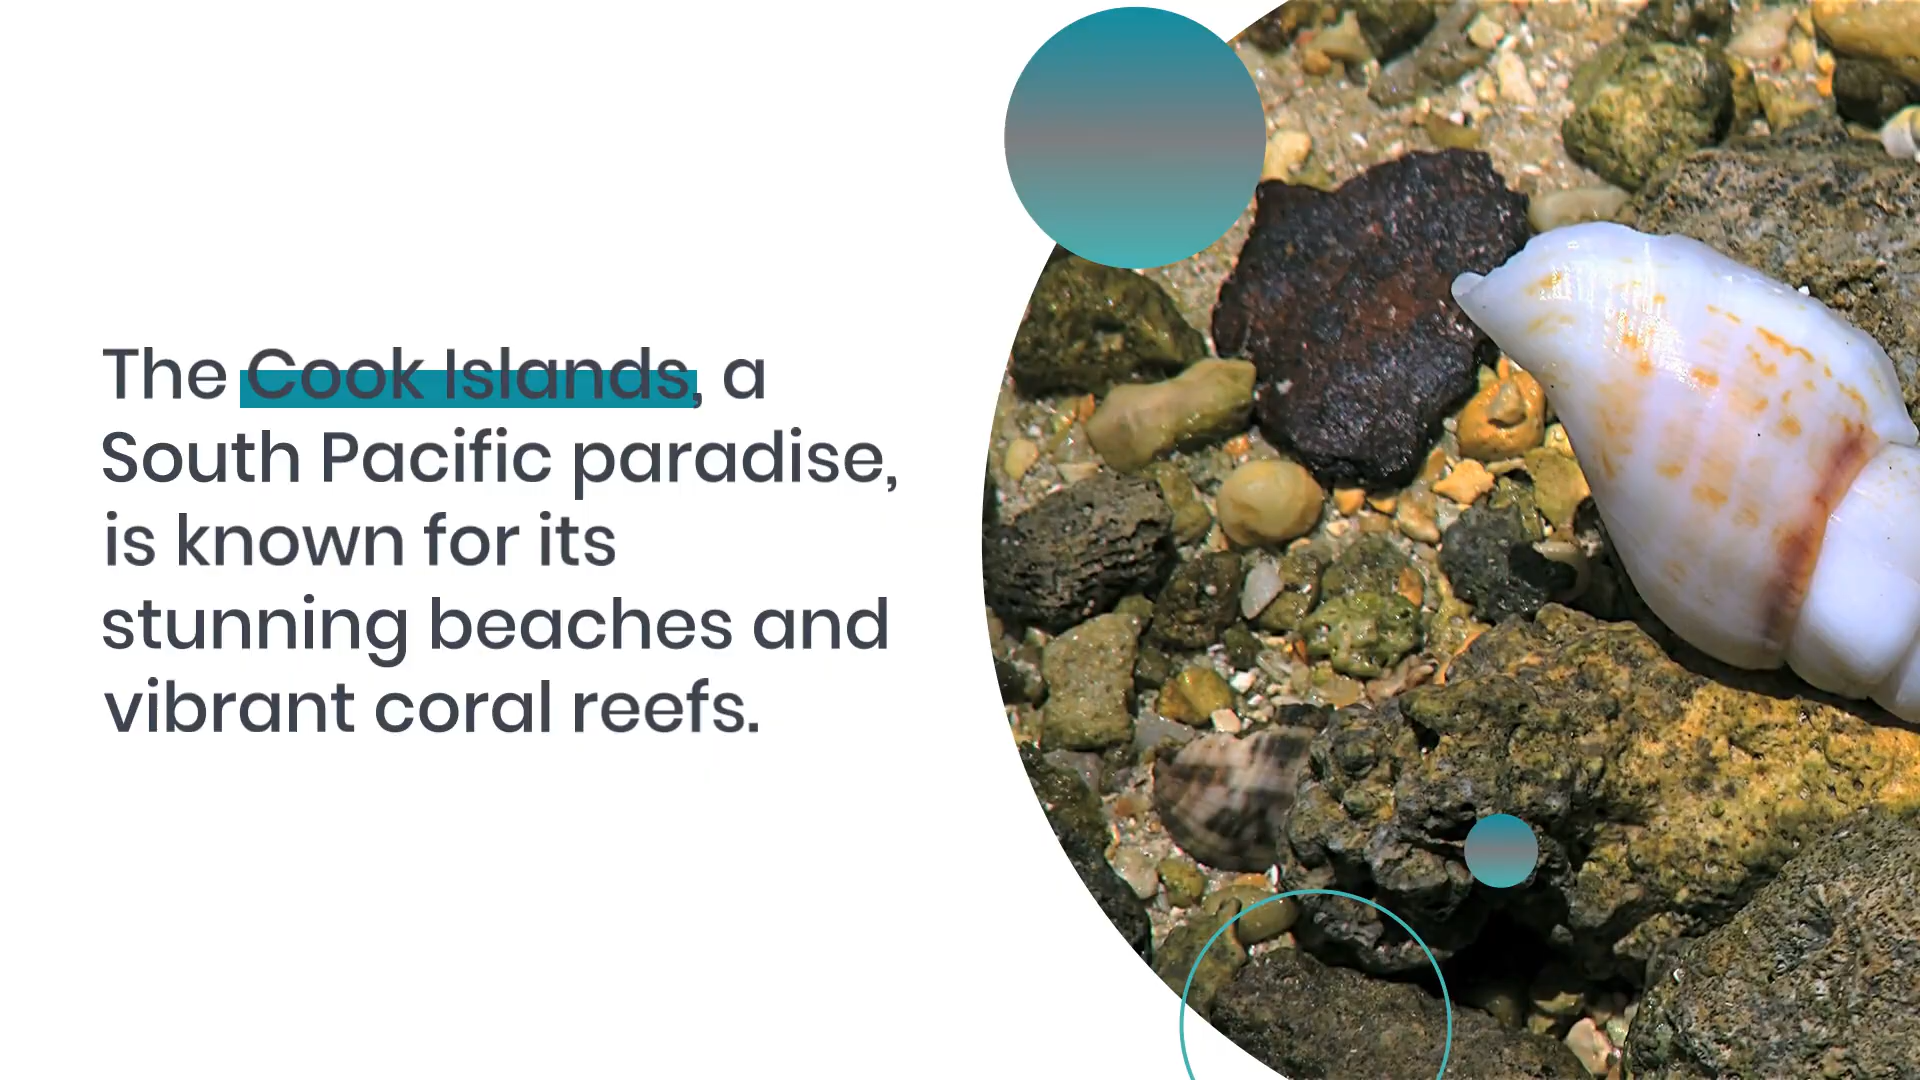 The Cook Islands, a
South Pacific paradise,
is known for its
stunning beaches and
vibrant coral reefs.